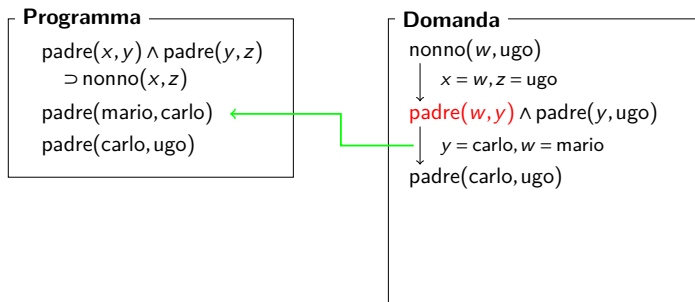 Programma
padre(x,y) ∧ padre(y,z)
⊃ nonno(x,z)
padre(mario,carlo)
padre(carlo,ugo)
Domanda
nonno(w,ugo)
x = w,z = ugo
padre(w,y) ∧ padre(y,ugo)
y = carlo,w = mario
padre(carlo,ugo)